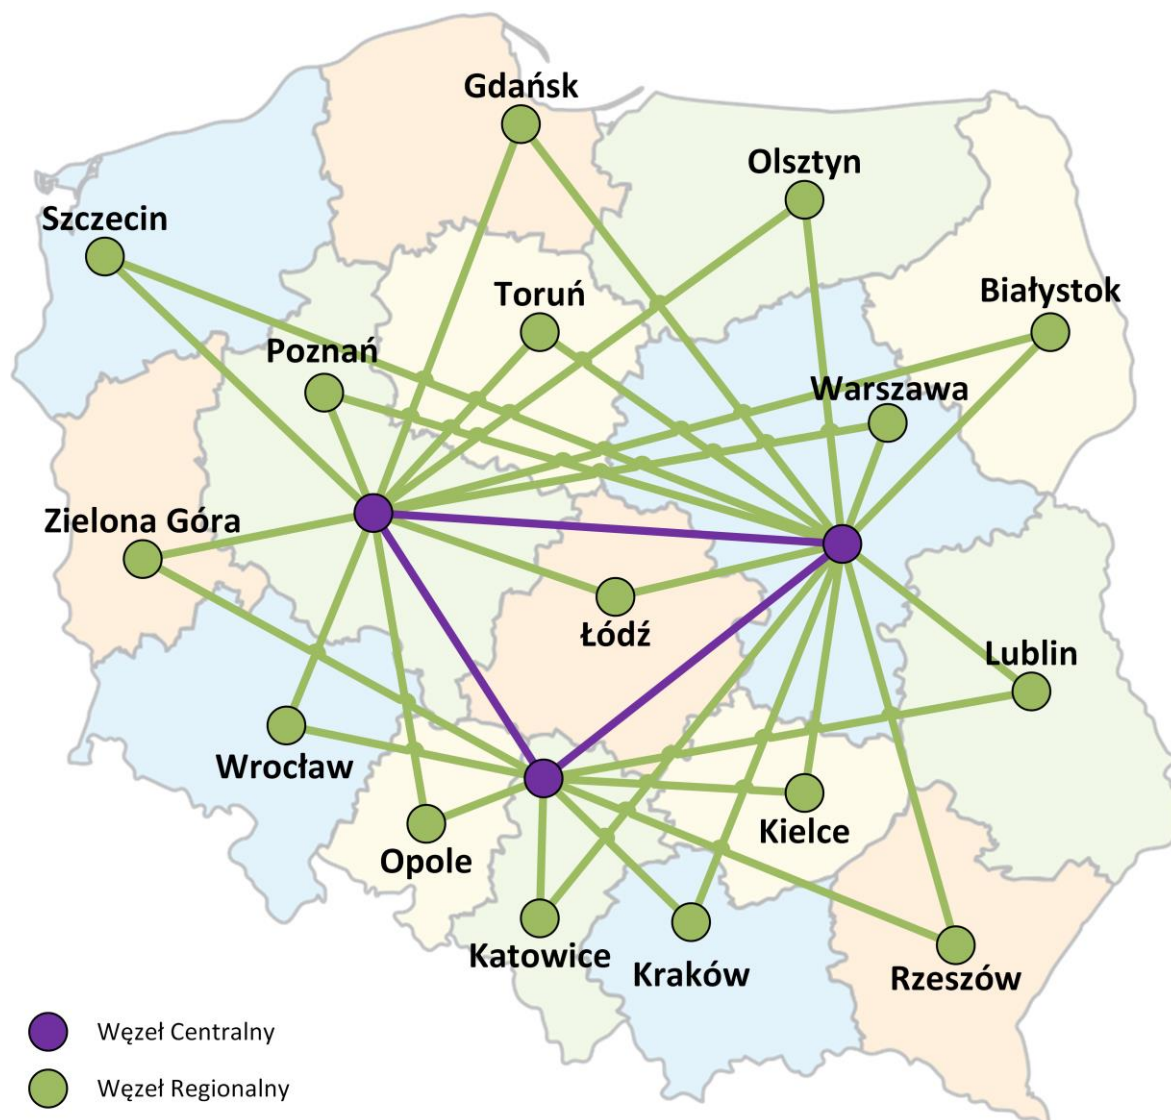 Gdańsk
Olsztyn
Szczecin
Białystok
Toruń
Poznań
Warszawa
Zielona Góra
Łódź
Lublin
Wrocław
Kielce
Opole
Katowice
Kraków
Rzeszów
Węzeł Centralny
Węzeł Regionalny